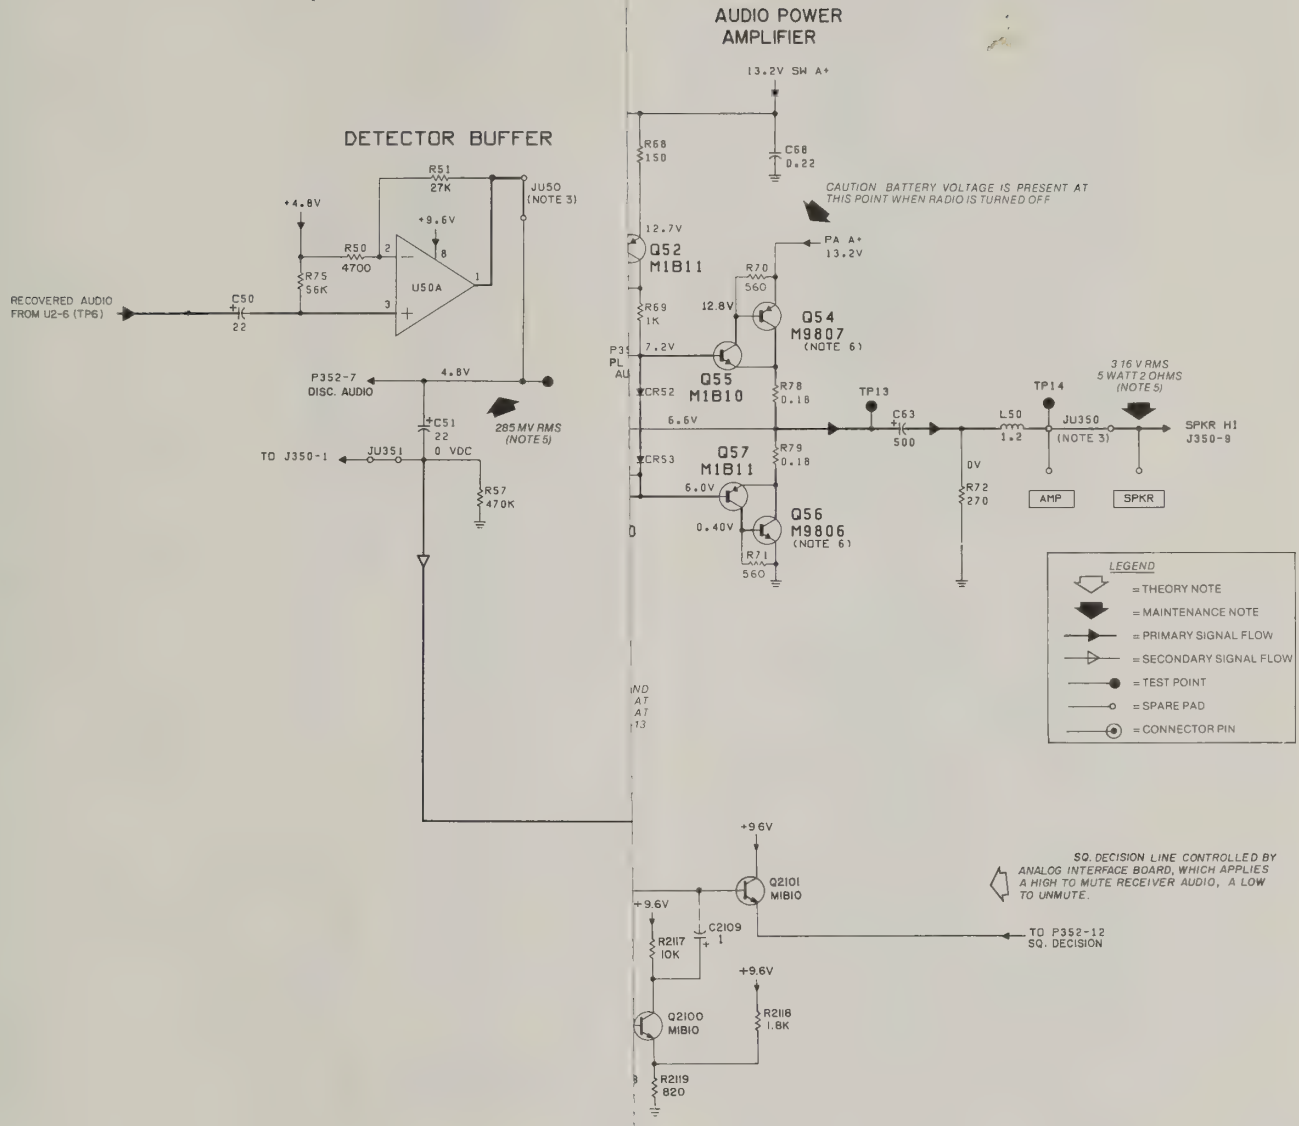 AUDIO POWER
AMPLIFIER
13.2V SW A+
DETECTOR BUFFER
R68
150
C68
0.22
R51
27K
JU50
(NOTE 3)
CAUTION BATTERY VOLTAGE IS PRESENT AT
THIS POINT WHEN RADIO IS TURNED OFF
+4.8V
+9.6V
12.7V
Q52
M1B11
PA A+
13.2V
R50
4700
2
8
R75
56K
U50A
1
R70
560
RECOVERED AUDIO
FROM U2-6 (TP6)
C50
+
22
3
R69
1K
12.8V
Q54
M9807
(NOTE 6)
P35
PL
AU
7.2V
Q55
M1B10
P352-7
DISC. AUDIO
4.8V
CR52
R78
0.18
TP13
3.16 V RMS
5 WATT 2 OHMS
(NOTE 5)
TP14
285 MV RMS
(NOTE 5)
+
C51
22
6.6V
C63
+
500
L50
1.2
JU350
(NOTE 3)
SPKR HI
J350-9
TO J350-1
JU351
0 VDC
CR53
Q57
M1B11
R79
0.18
R57
470K
6.0V
0V
R72
270
AMP
SPKR
0.40V
Q56
M9806
(NOTE 6)
R71
560
LEGEND
= THEORY NOTE
= MAINTENANCE NOTE
= PRIMARY SIGNAL FLOW
= SECONDARY SIGNAL FLOW
= TEST POINT
= SPARE PAD
= CONNECTOR PIN
ND
AT
AT
13
+9.6V
Q2101
M1B10
SQ. DECISION LINE CONTROLLED BY
ANALOG INTERFACE BOARD, WHICH APPLIES
A HIGH TO MUTE RECEIVER AUDIO, A LOW
TO UNMUTE.
+9.6V
R2117
10K
C2109
+ 1
TO P352-12
SQ. DECISION
+9.6V
Q2100
M1B10
R2118
1.8K
R2119
820